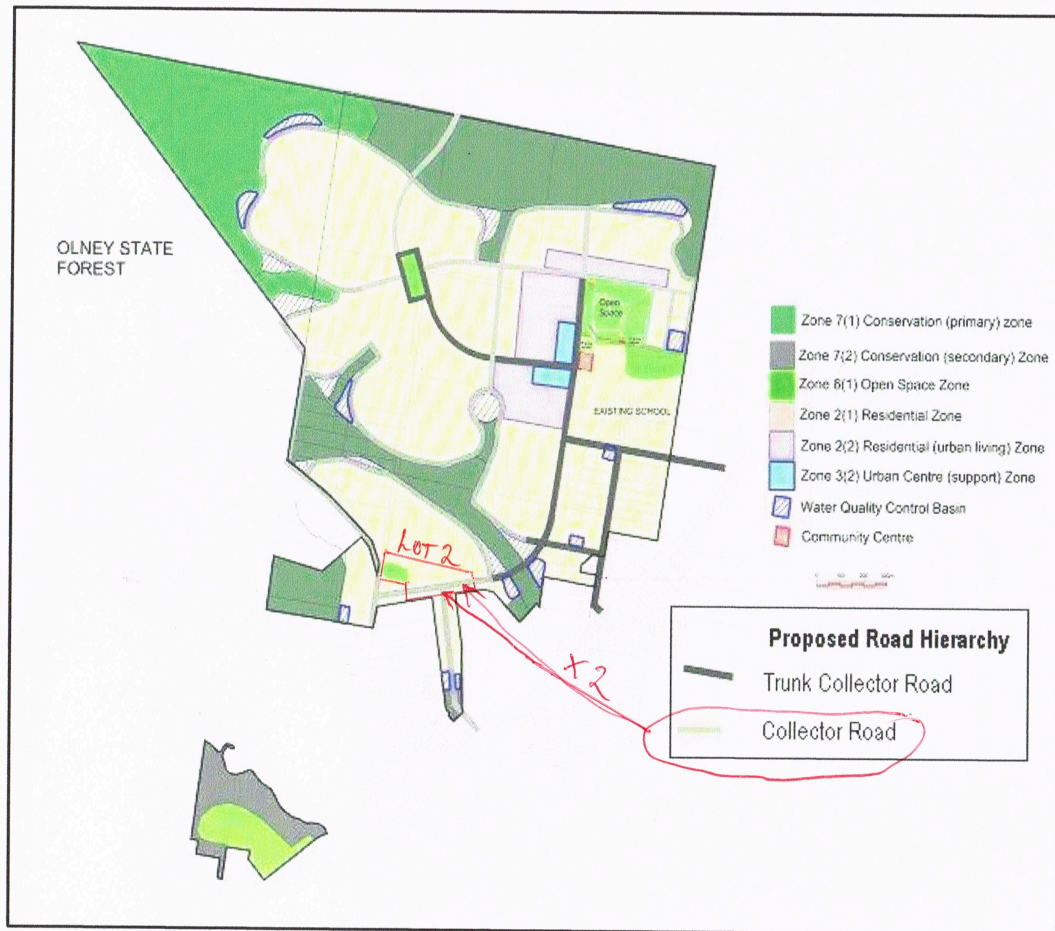 OLNEY STATE
FOREST
Open
Space
EXISTING SCHOOL
LOT 2
x2
Zone 7(1) Conservation (primary) zone
Zone 7(2) Conservation (secondary) Zone
Zone 6(1) Open Space Zone
Zone 2(1) Residential Zone
Zone 2(2) Residential (urban living) Zone
Zone 3(2) Urban Centre (support) Zone
Water Quality Control Basin
Community Centre
Proposed Road Hierarchy
Trunk Collector Road
Collector Road